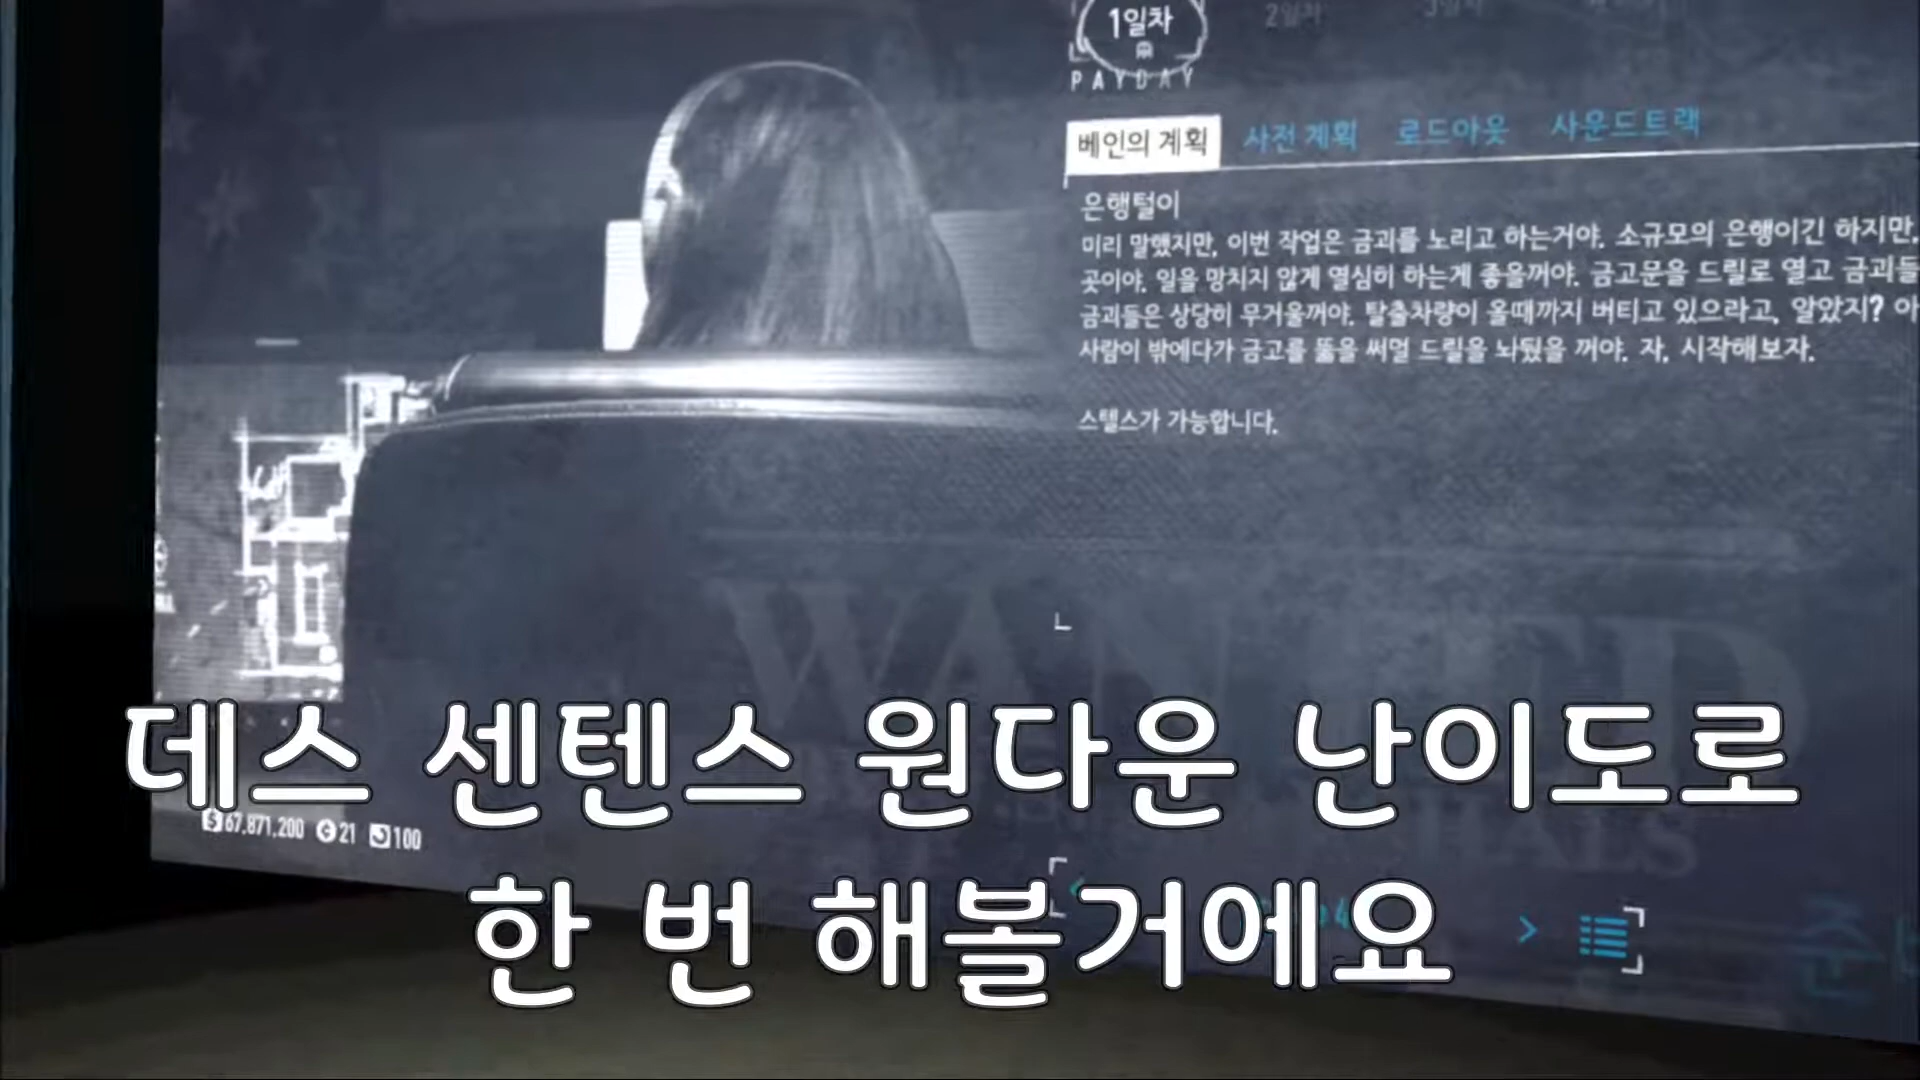 1일차
2일차
3일차
PAYDAY
베인의 계획
사전 계획
로드아웃
사운드트랙
은행털이
미리 말했지만, 이번 작업은 금괴를 노리고 하는거야. 소규모의 은행이긴 하지만,
곳이야. 일을 망치지 않게 열심히 하는게 좋을꺼야. 금고문을 드릴로 열고 금괴들
금괴들은 상당히 무거울꺼야. 탈출차량이 올때까지 버티고 있으라고, 알았지? 아
사람이 밖에다가 금고를 뚫을 써멀 드릴을 놔뒀을 꺼야. 자, 시작해보자.
스텔스가 가능합니다.
WANTED
데스 센텐스 원다운 난이도로
67,871,200 21 100
한 번 해볼거에요